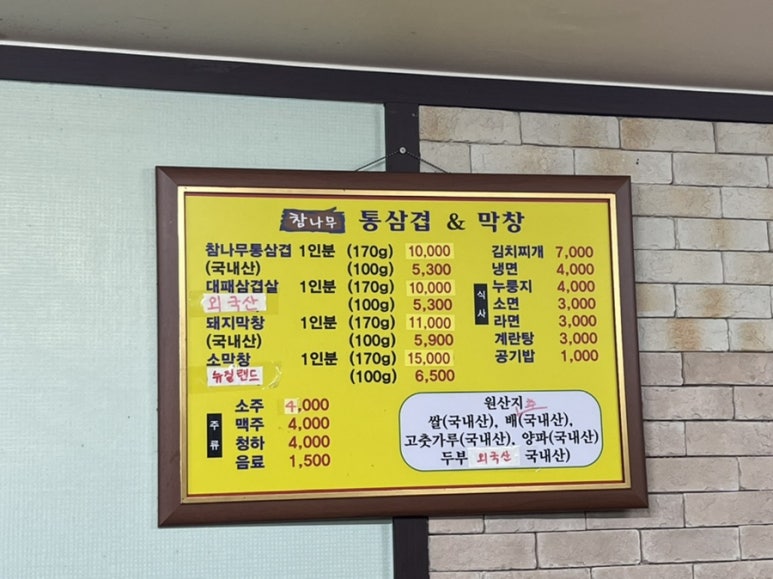 참나무 통삼겹 & 막창
참나무통삼겹 1인분 (170g) 10,000
(국내산) (100g) 5,300
대패삼겹살 1인분 (170g) 10,000
외국산 (100g) 5,300
돼지막창 1인분 (170g) 11,000
(국내산) (100g) 5,900
소막창 1인분 (170g) 15,000
뉴질랜드 (100g) 6,500
식사
김치찌개 7,000
냉면 4,000
누룽지 4,000
소면 3,000
라면 3,000
계란탕 3,000
공기밥 1,000
주류
소주 4,000
맥주 4,000
청하 4,000
음료 1,500
원산지
쌀(국내산), 배(국내산),
고춧가루(국내산). 양파(국내산)
두부 외국산 국내산)